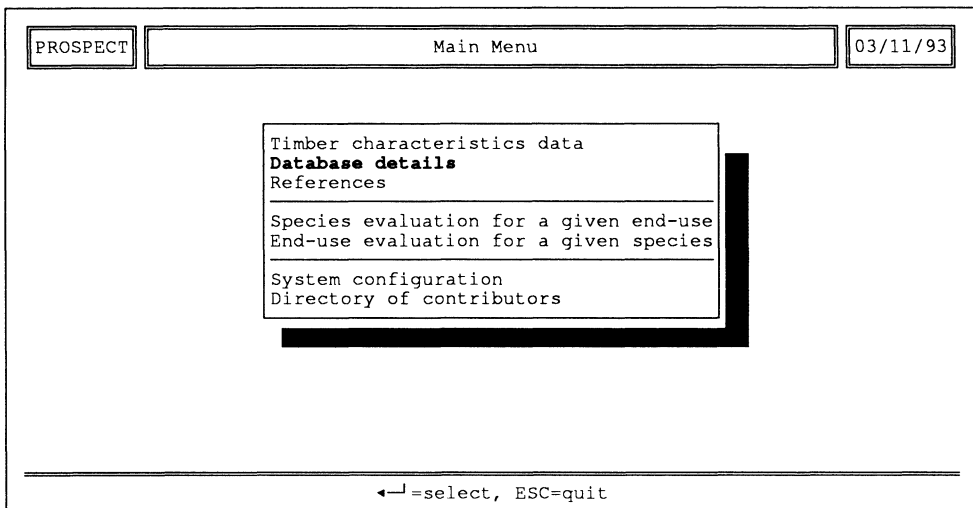 PROSPECT
Main Menu
03/11/93
Timber characteristics data
Database details
References
Species evaluation for a given end-use
End-use evaluation for a given species
System configuration
Directory of contributors
◄─┘=select, ESC=quit